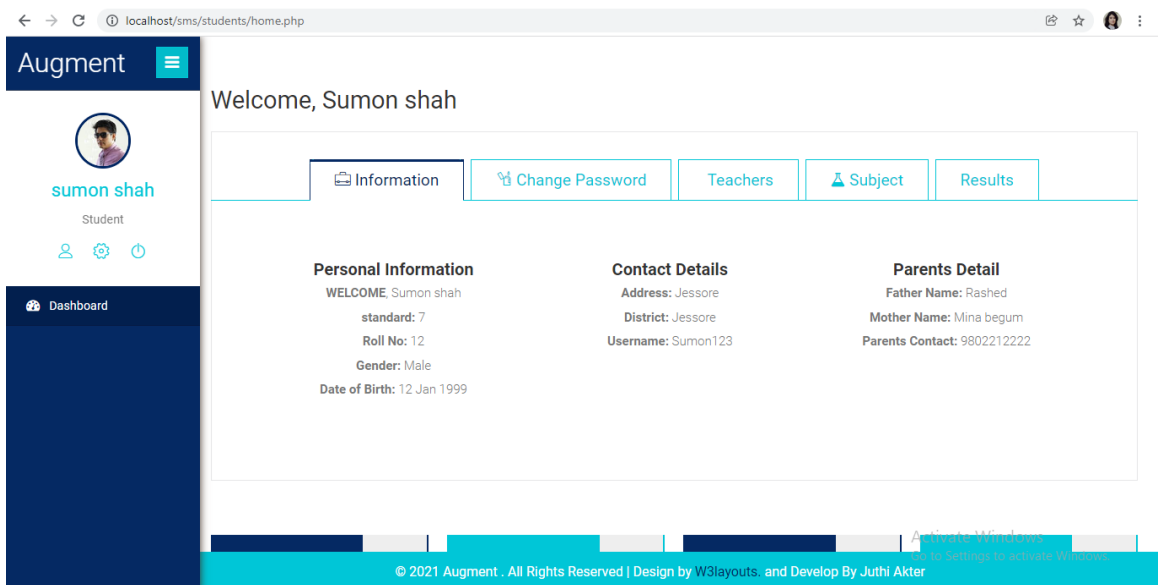 localhost/sms/students/home.php
Augment
Welcome, Sumon shah
sumon shah
Student
Dashboard
Information Change Password Teachers Subject Results
Personal Information
WELCOME, Sumon shah
standard: 7
Roll No: 12
Gender: Male
Date of Birth: 12 Jan 1999
Contact Details
Address: Jessore
District: Jessore
Username: Sumon123
Parents Detail
Father Name: Rashed
Mother Name: Mina begum
Parents Contact: 9802212222
Activate Windows
Go to Settings to activate Windows.
© 2021 Augment . All Rights Reserved | Design by W3layouts. and Develop By Juthi Akter